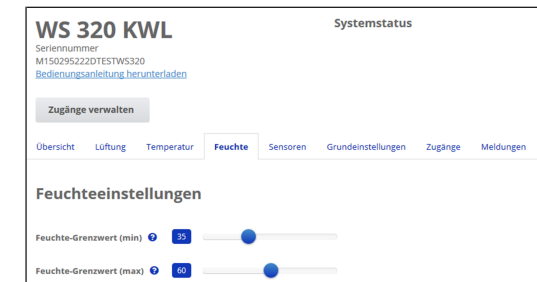 WS 320 KWL
Systemstatus
Seriennummer
M150295222DTESTWS320
Bedienungsanleitung herunterladen
Zugänge verwalten
Übersicht Lüftung Temperatur Feuchte Sensoren Grundeinstellungen Zugänge Meldungen
Feuchteeinstellungen
Feuchte-Grenzwert (min) ? 35
Feuchte-Grenzwert (max) ? 60